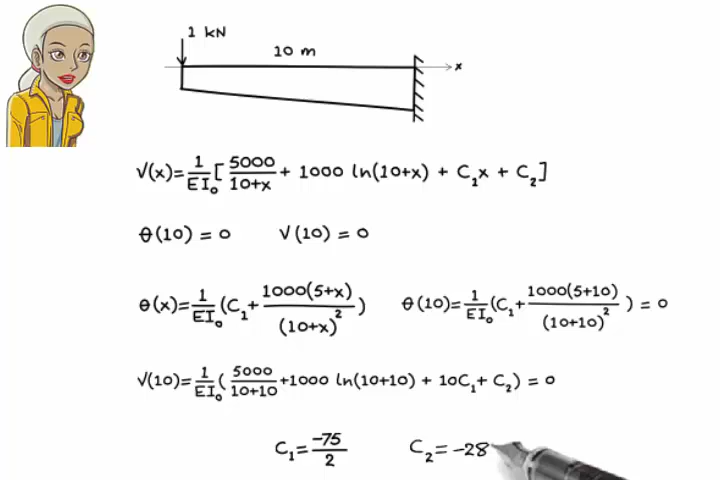 1 kN
10 m
x
V(x)=1/EI₀[5000/10+x + 1000 ln(10+x) + C₁x + C₂]
θ(10) = 0 V(10) = 0
θ(x)=1/EI₀(C₁+1000(5+x)/(10+x)²) θ(10)=1/EI₀(C₁+1000(5+10)/(10+10)²) = 0
V(10)=1/EI₀(5000/10+10+1000 ln(10+10) + 10C₁+ C₂) = 0
C₁=-75/2 C₂=-28